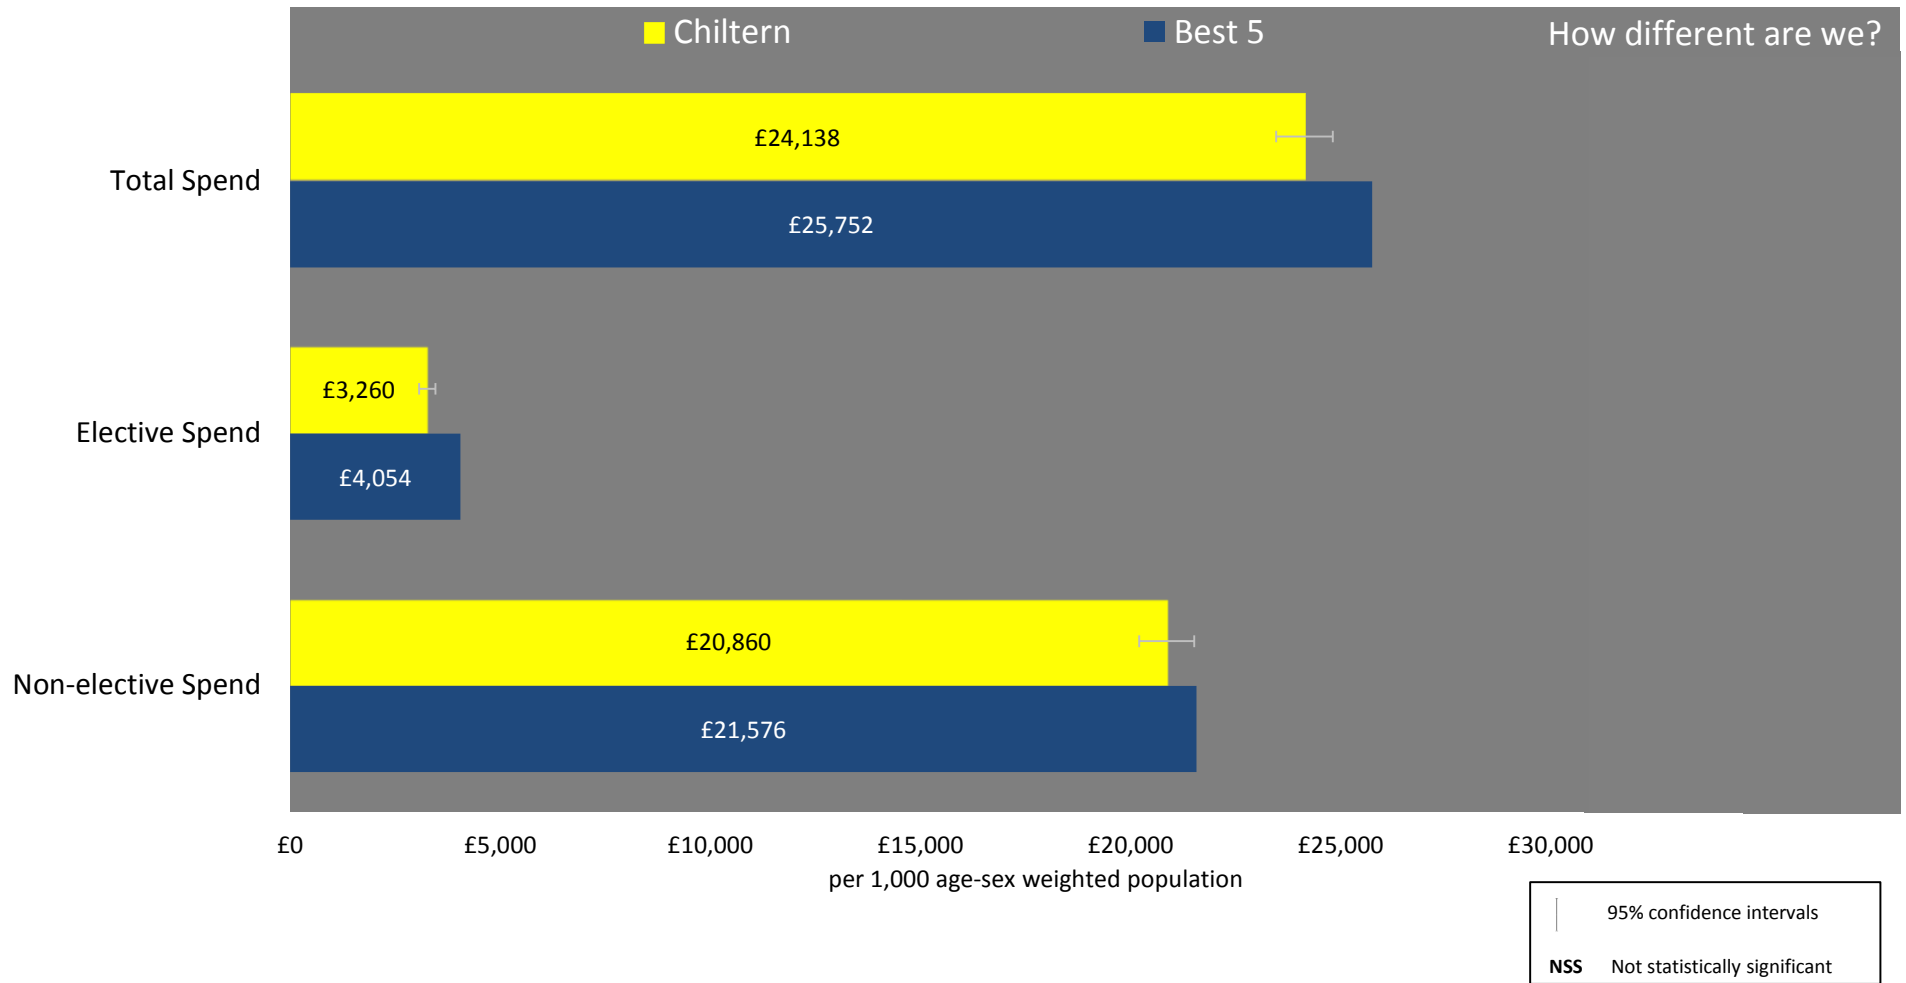 Chiltern
Best 5
How different are we?
Total Spend
£24,138
£25,752
Elective Spend
£3,260
£4,054
Non-elective Spend
£20,860
£21,576
£0 £5,000 £10,000 £15,000 £20,000 £25,000 £30,000
per 1,000 age-sex weighted population
95% confidence intervals
NSS Not statistically significant